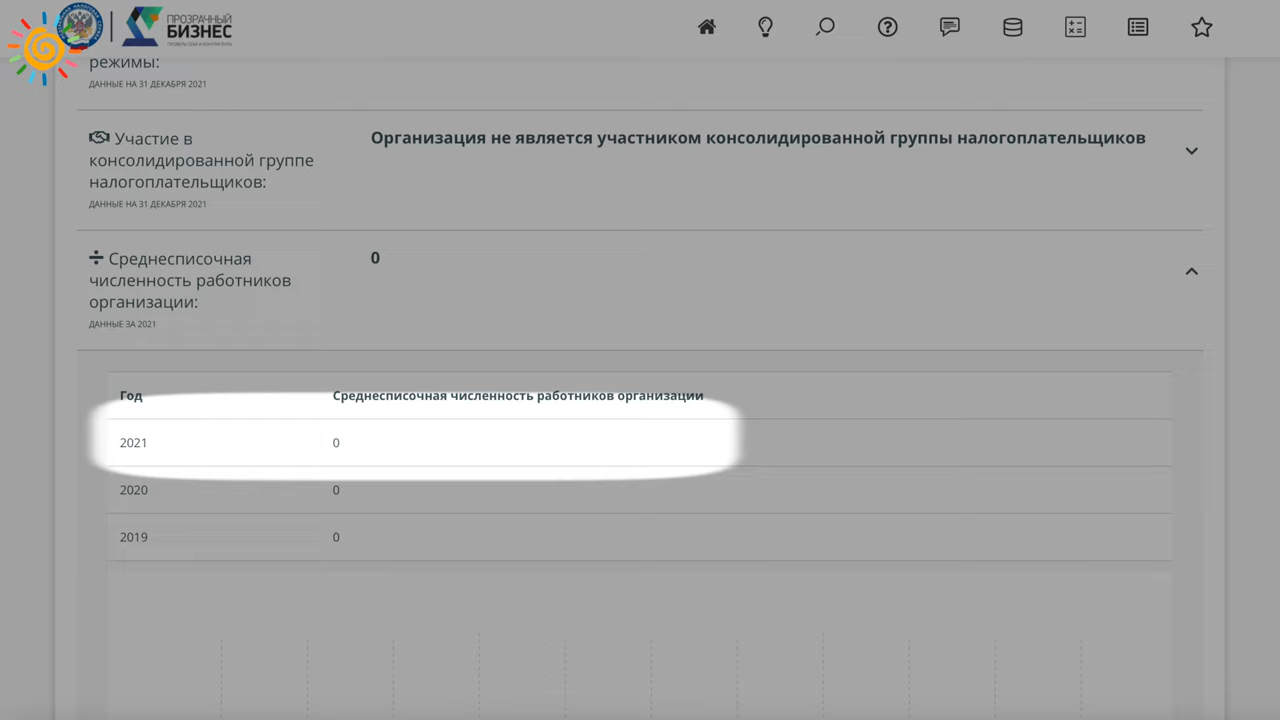 ПРОЗРАЧНЫЙ
БИЗНЕС
режимы:
ДАННЫЕ НА 31 ДЕКАБРЯ 2021
Участие в
консолидированной группе
налогоплательщиков:
ДАННЫЕ НА 31 ДЕКАБРЯ 2021
Организация не является участником консолидированной группы налогоплательщиков
Среднесписочная
численность работников
организации:
ДАННЫЕ ЗА 2021
0
Год Среднесписочная численность работников организации
2021 0
2020 0
2019 0